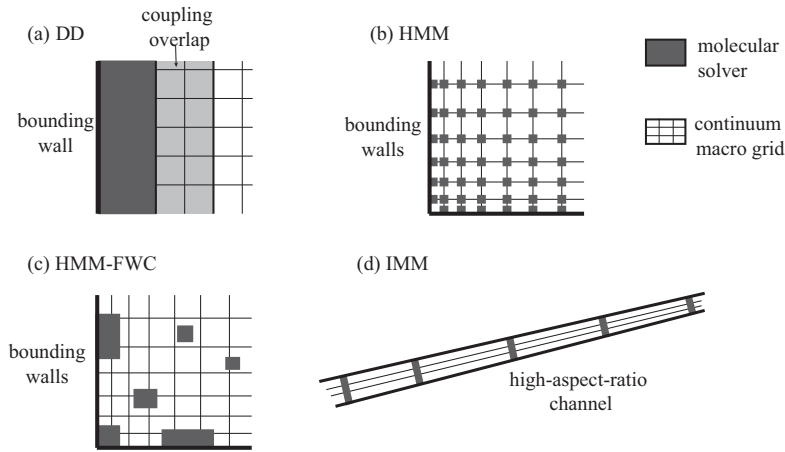 (a) DD
coupling
overlap
bounding
wall
(b) HMM
bounding
walls
molecular
solver
continuum
macro grid
(c) HMM-FWC
bounding
walls
(d) IMM
high-aspect-ratio
channel